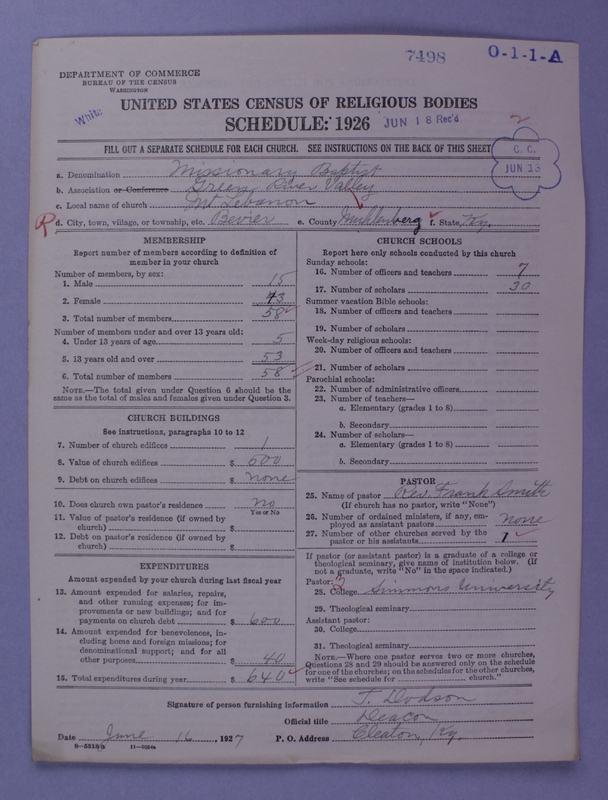 7498 O-1-1-A
DEPARTMENT OF COMMERCE
BUREAU OF THE CENSUS
WASHINGTON
White
UNITED STATES CENSUS OF RELIGIOUS BODIES
SCHEDULE: 1926 JUN 18 Rec'd
2
C. C.
JUN 18
FILL OUT A SEPARATE SCHEDULE FOR EACH CHURCH. SEE INSTRUCTIONS ON THE BACK OF THIS SHEET
a. Denomination Missionary Baptist
b. Association or Conference Green River Valley
c. Local name of church Mt Lebanon
R d. City, town, village, or township, etc. Bevier e. County Muhlenberg f. State Ky.
MEMBERSHIP
Report number of members according to definition of
member in your church
Number of members, by sex:
1. Male 15
2. Female 43
3. Total number of members 58
Number of members under and over 13 years old:
4. Under 13 years of age 5
5. 13 years old and over 53
6. Total number of members 58
NOTE.—The total given under Question 6 should be the
same as the total of males and females given under Question 3.
CHURCH BUILDINGS
See instructions, paragraphs 10 to 12
7. Number of church edifices 1
8. Value of church edifices $ 600
9. Debt on church edifices $ none
10. Does church own pastor's residence no
Yes or No
11. Value of pastor's residence (if owned by
church) $
12. Debt on pastor's residence (if owned by
church) $
EXPENDITURES
Amount expended by your church during last fiscal year
13. Amount expended for salaries, repairs,
and other running expenses; for im-
provements or new buildings; and for
payments on church debt $ 600
14. Amount expended for benevolences, in-
cluding home and foreign missions; for
denominational support; and for all
other purposes $ 40
15. Total expenditures during year $ 640
CHURCH SCHOOLS
Report here only schools conducted by this church
Sunday schools:
16. Number of officers and teachers 7
17. Number of scholars 30
Summer vacation Bible schools:
18. Number of officers and teachers
19. Number of scholars
Week-day religious schools:
20. Number of officers and teachers
21. Number of scholars
Parochial schools:
22. Number of administrative officers
23. Number of teachers—
a. Elementary (grades 1 to 8)
b. Secondary
24. Number of scholars—
a. Elementary (grades 1 to 8)
b. Secondary
PASTOR
25. Name of pastor Rev. Frank Smith
(If church has no pastor, write "None")
26. Number of ordained ministers, if any, em-
ployed as assistant pastors none
27. Number of other churches served by the
pastor or his assistants 1
If pastor (or assistant pastor) is a graduate of a college or
theological seminary, give name of institution below. (If
not a graduate, write "No" in the space indicated.)
Pastor: 2
28. College Simmons University
29. Theological seminary
Assistant pastor:
30. College
31. Theological seminary
NOTE.—Where one pastor serves two or more churches,
Questions 28 and 29 should be answered only on the schedule
for one of the churches; on the schedules for the other churches,
write "See schedule for church."
Signature of person furnishing information T. Dodson
Official title Deacon
Date June 16, 1927 P. O. Address Cleaton, Ky.